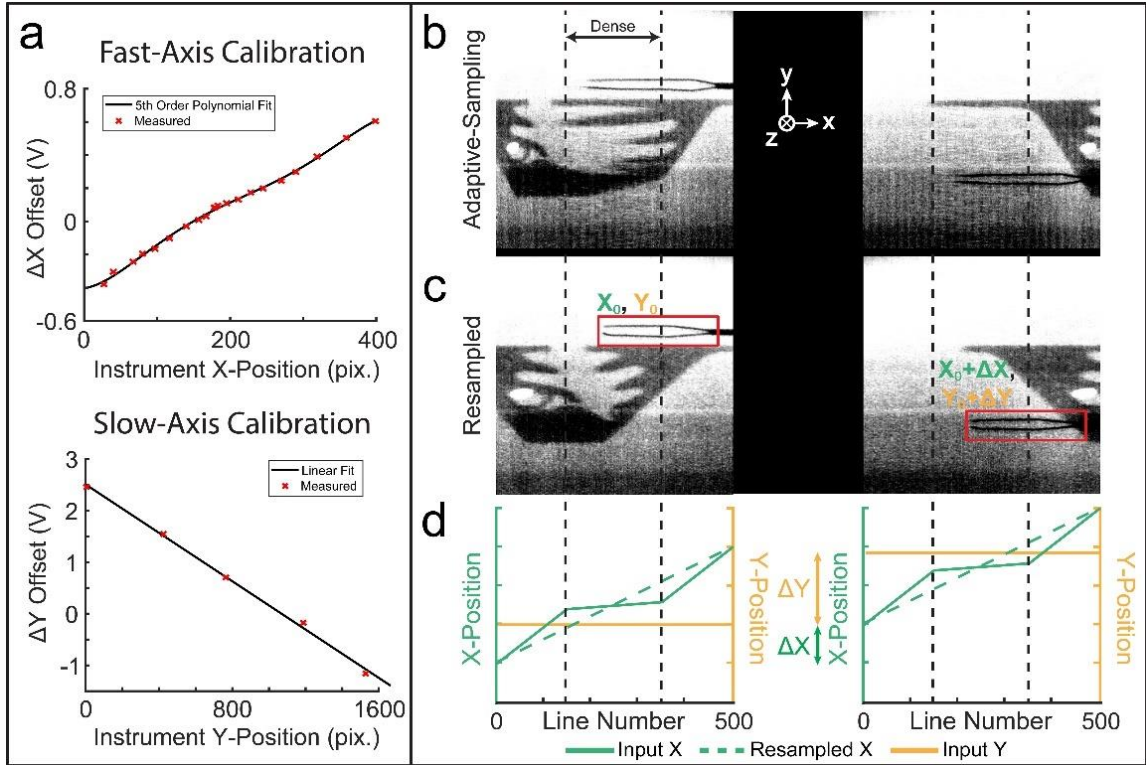 a
Fast-Axis Calibration
ΔX Offset (V)
0.8
0
-0.6
5th Order Polynomial Fit
Measured
0 200 400
Instrument X-Position (pix.)
Slow-Axis Calibration
ΔY Offset (V)
3
2
1
0
-1
Linear Fit
Measured
0 800 1600
Instrument Y-Position (pix.)
b
Adaptive-Sampling
Dense
y
z x
c
Resampled
X₀, Y₀
X₀+ΔX,
Y₀+ΔY
d
X-Position
Y-Position
0 Line Number 500
ΔY
ΔX
X-Position
Y-Position
0 Line Number 500
Input X Resampled X Input Y